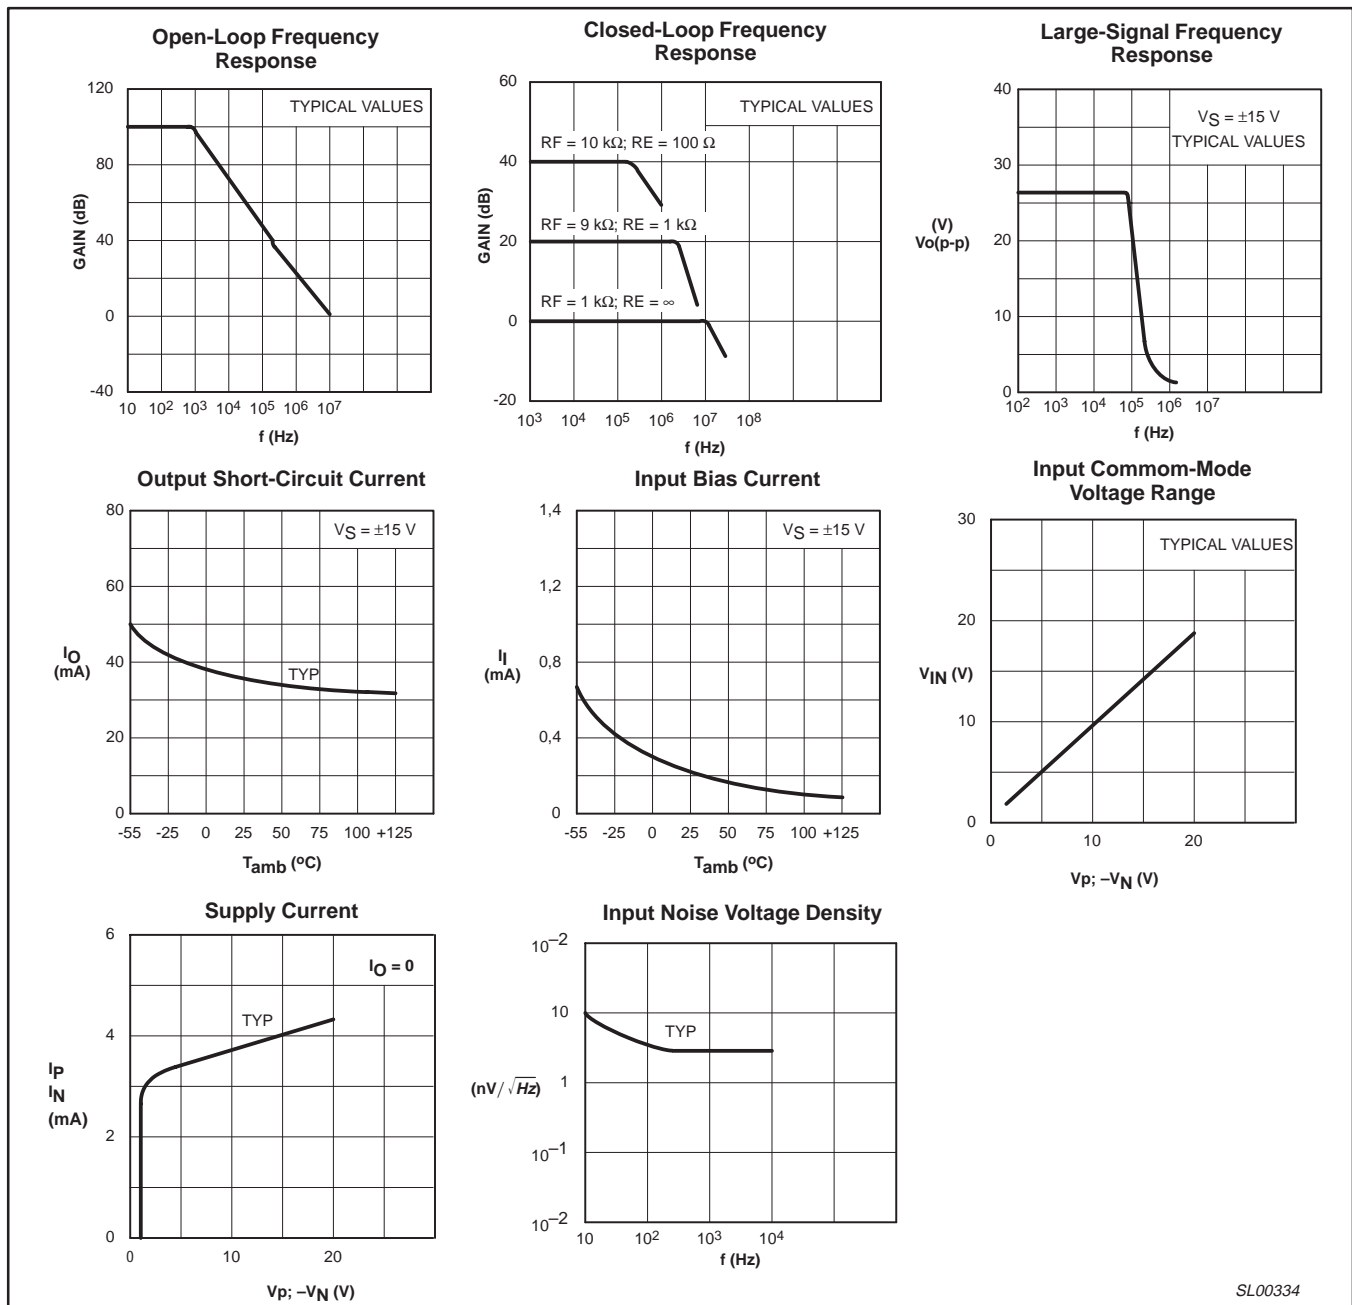 Open-Loop Frequency
Response
120
80
40
0
-40
GAIN (dB)
TYPICAL VALUES
10 10² 10³ 10⁴ 10⁵ 10⁶ 10⁷
f (Hz)
Closed-Loop Frequency
Response
60
40
20
0
-20
GAIN (dB)
TYPICAL VALUES
RF = 10 kΩ; RE = 100 Ω
RF = 9 kΩ; RE = 1 kΩ
RF = 1 kΩ; RE = ∞
10³ 10⁴ 10⁵ 10⁶ 10⁷ 10⁸
f (Hz)
Large-Signal Frequency
Response
40
30
20
10
0
(V)
Vo(p-p)
VS = ±15 V
TYPICAL VALUES
10² 10³ 10⁴ 10⁵ 10⁶ 10⁷
f (Hz)
Output Short-Circuit Current
80
60
40
20
0
IO
(mA)
VS = ±15 V
TYP
-55 -25 0 25 50 75 100 +125
Tamb (ºC)
Input Bias Current
1,4
1,2
0,8
0,4
0
II
(mA)
VS = ±15 V
-55 -25 0 25 50 75 100 +125
Tamb (ºC)
Input Commom-Mode
Voltage Range
30
20
10
0
VIN (V)
TYPICAL VALUES
0 10 20
Vp; –VN (V)
Supply Current
6
4
2
0
IP
IN
(mA)
IO = 0
TYP
0 10 20
Vp; –VN (V)
Input Noise Voltage Density
10⁻²
10
1
10⁻¹
10⁻²
(nV/√Hz)
TYP
10 10² 10³ 10⁴
f (Hz)
SL00334